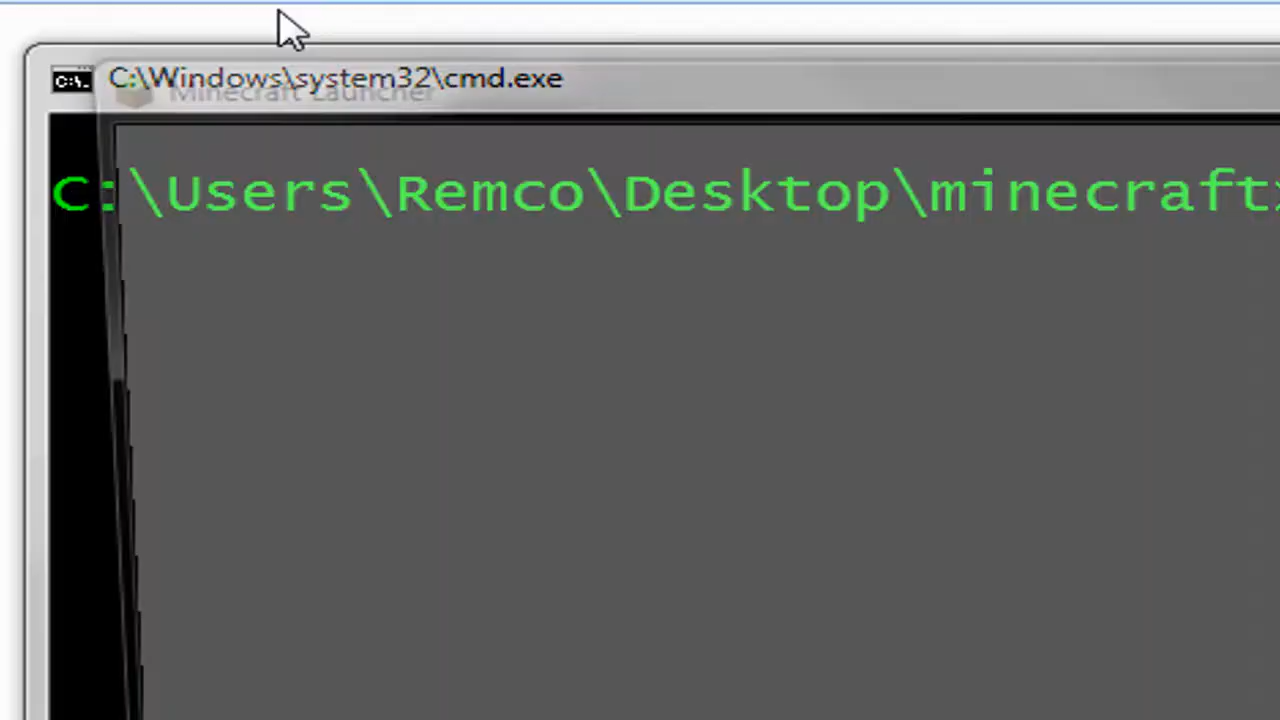 C:\Windows\system32\cmd.exe
Minecraft Launcher
C:\Users\Remco\Desktop\minecraft>